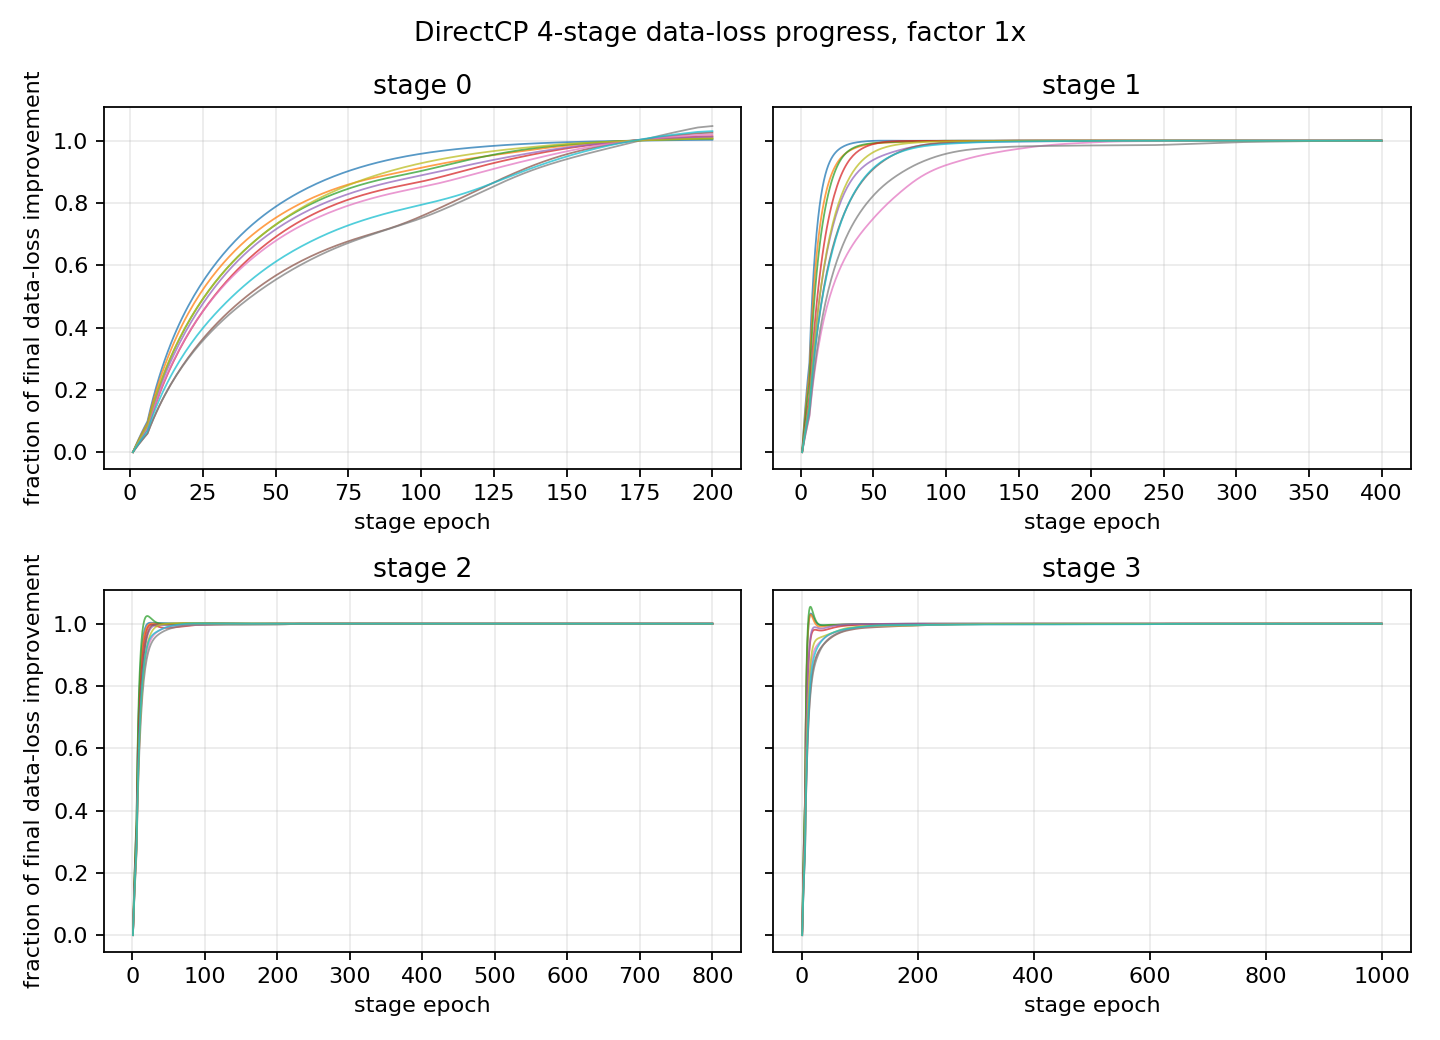 DirectCP 4-stage data-loss progress, factor 1x
stage 0
fraction of final data-loss improvement
1.0
0.8
0.6
0.4
0.2
0.0
0 25 50 75 100 125 150 175 200
stage epoch
stage 1
0 50 100 150 200 250 300 350 400
stage epoch
stage 2
fraction of final data-loss improvement
1.0
0.8
0.6
0.4
0.2
0.0
0 100 200 300 400 500 600 700 800
stage epoch
stage 3
0 200 400 600 800 1000
stage epoch